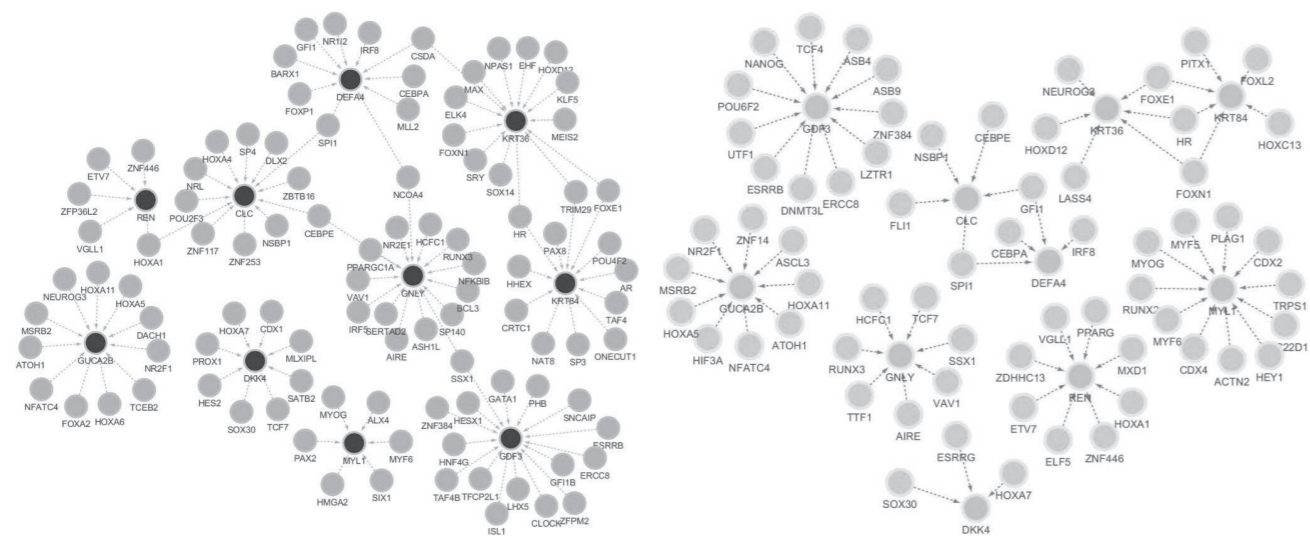 GFI1
NR1I2
IRF8
CSDA
BARX1
DEFA4
CEBPA
FOXP1
MLL2
SPI1
NPAS1
EHF
HOXD12
MAX
KLF5
ELK4
KRT36
MEIS2
FOXN1
SRY
SOX14
ZNF446
ETV7
ZFP36L2
REN
VGLL1
HOXA1
HOXA4
SP4
DLX2
NRL
ZBTB16
POU2F3
CLC
ZNF117
ZNF253
NSBP1
CEBPE
NCOA4
TRIM29
FOXE1
HR
NR2E1
HCFC1
RUNX3
PPARGC1A
NFKBIB
VAV1
GNLY
BCL3
IRF5
SERTAD2
SP140
AIRE
ASH1L
SSX1
PAX8
POU4F2
HHEX
AR
KRT84
CRTC1
TAF4
NAT8
SP3
ONECUT1
NEUROG3
HOXA11
HOXA5
MSRB2
DACH1
ATOH1
GUCA2B
NR2F1
NFATC4
FOXA2
HOXA6
TCEB2
HOXA7
CDX1
PROX1
MLXIPL
DKK4
HES2
SATB2
SOX30
TCF7
MYOG
ALX4
PAX2
MYL1
MYF6
HMGA2
SIX1
GATA1
PHB
HESX1
SNCAIP
ZNF384
ESRRB
HNF4G
GDF3
ERCC8
GFI1B
TAF4B
TFCP2L1
LHX5
ZFPM2
ISL1
CLOCK
TCF4
NANOG
ASB4
POU6F2
ASB9
GDF3
ZNF384
UTF1
LZTR1
ESRRB
DNMT3L
ERCC8
NSBP1
CEBPE
FLI1
CLC
GFI1
CEBPA
IRF8
SPI1
DEFA4
NEUROG3
PITX1
FOXL2
FOXE1
KRT36
KRT84
HOXD12
HR
HOXC13
LASS4
FOXN1
NR2F1
ZNF14
ASCL3
MSRB2
GUCA2B
HOXA11
HOXA5
HIF3A
NFATC4
ATOH1
HCFC1
TCF7
RUNX3
GNLY
SSX1
TTF1
AIRE
VAV1
VGLL1
PPARG
ZDHHC13
MXD1
REN
ETV7
HOXA1
ELF5
ZNF446
MYF5
PLAG1
MYOG
CDX2
TRPS1
MYL1
MYF6
CDX4
ACTN2
HEY1
22D1
ESRRG
SOX30
HOXA7
DKK4